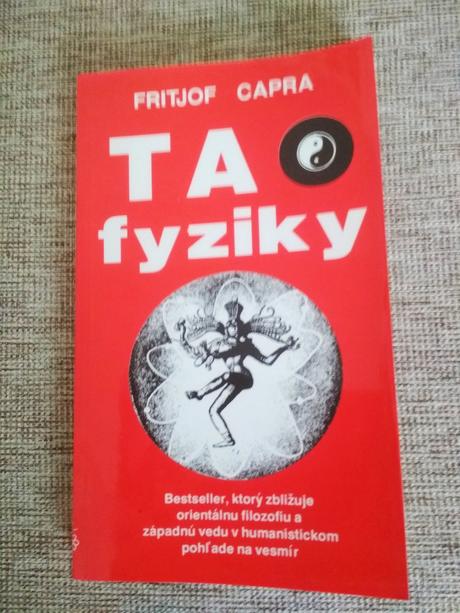 FRITJOF CAPRA
TAO
fyziky
Bestseller, ktorý zbližuje
orientálnu filozofiu a
západnú vedu v humanistickom
pohľade na vesmír